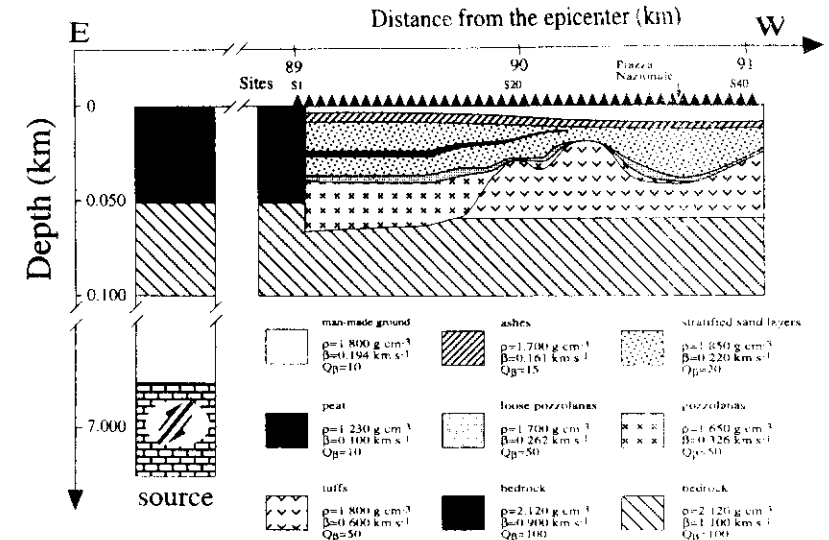 Distance from the epicenter (km)
E
W
89
90
91
Piazza
Nazionale
Sites
S1
S20
S40
Depth (km)
0
0.050
0.100
7.000
source
man-made ground
ρ=1.800 g cm-3
β=0.194 km s-1
Qβ=10
ashes
ρ=1.700 g cm-3
β=0.161 km s-1
Qβ=15
stratified sand layers
ρ=1.850 g cm-3
β=0.220 km s-1
Qβ=20
peat
ρ=1.230 g cm-3
β=0.100 km s-1
Qβ=10
loose pozzolanas
ρ=1.700 g cm-3
β=0.262 km s-1
Qβ=50
pozzolanas
ρ=1.650 g cm-3
β=0.326 km s-1
Qβ=50
tuffs
ρ=1.800 g cm-3
β=0.600 km s-1
Qβ=50
bedrock
ρ=2.120 g cm-3
β=0.900 km s-1
Qβ=100
bedrock
ρ=2.120 g cm-3
β=1.100 km s-1
Qβ=100